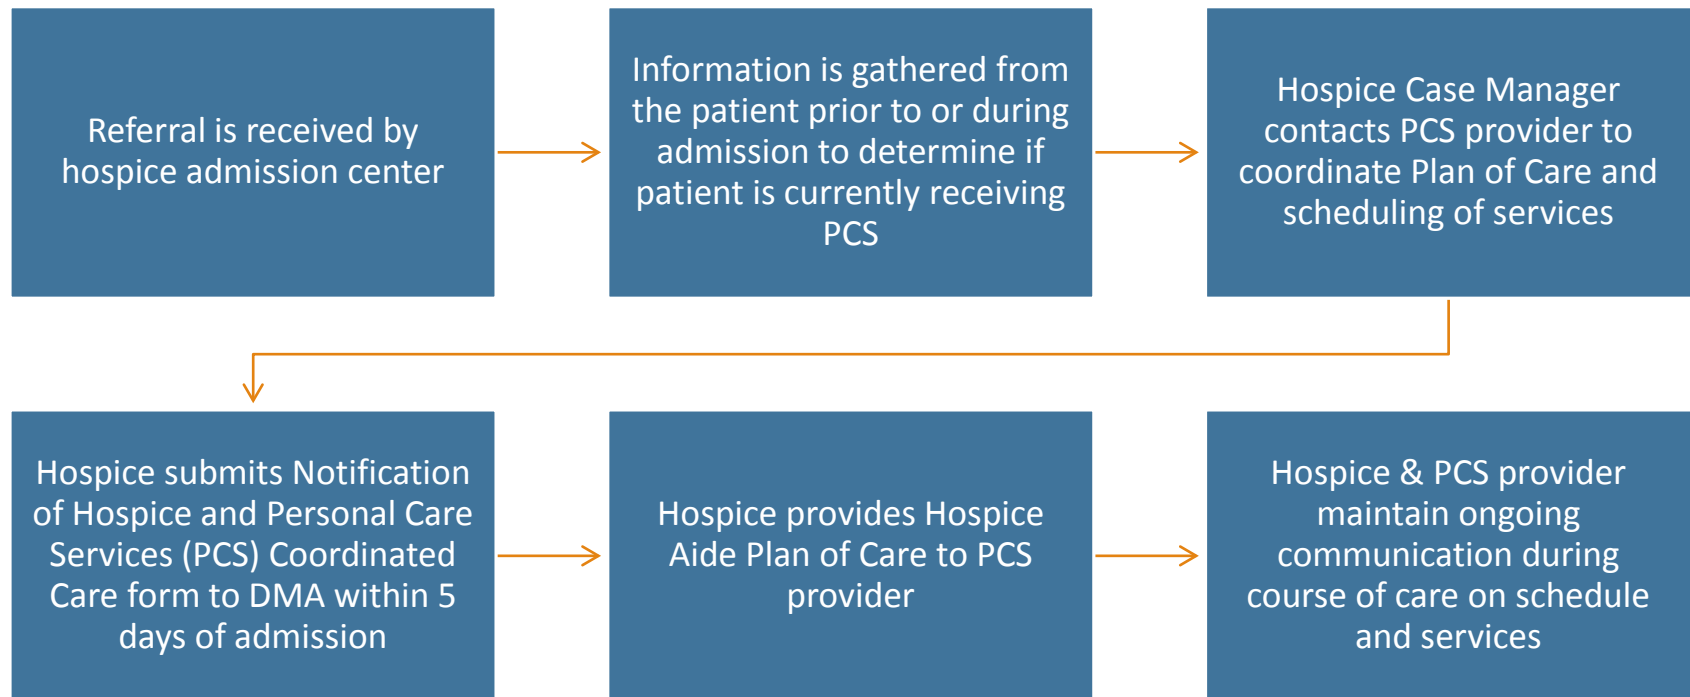 Referral is received by
hospice admission center
Information is gathered from
the patient prior to or during
admission to determine if
patient is currently receiving
PCS
Hospice Case Manager
contacts PCS provider to
coordinate Plan of Care and
scheduling of services
Hospice submits Notification
of Hospice and Personal Care
Services (PCS) Coordinated
Care form to DMA within 5
days of admission
Hospice provides Hospice
Aide Plan of Care to PCS
provider
Hospice & PCS provider
maintain ongoing
communication during
course of care on schedule
and services